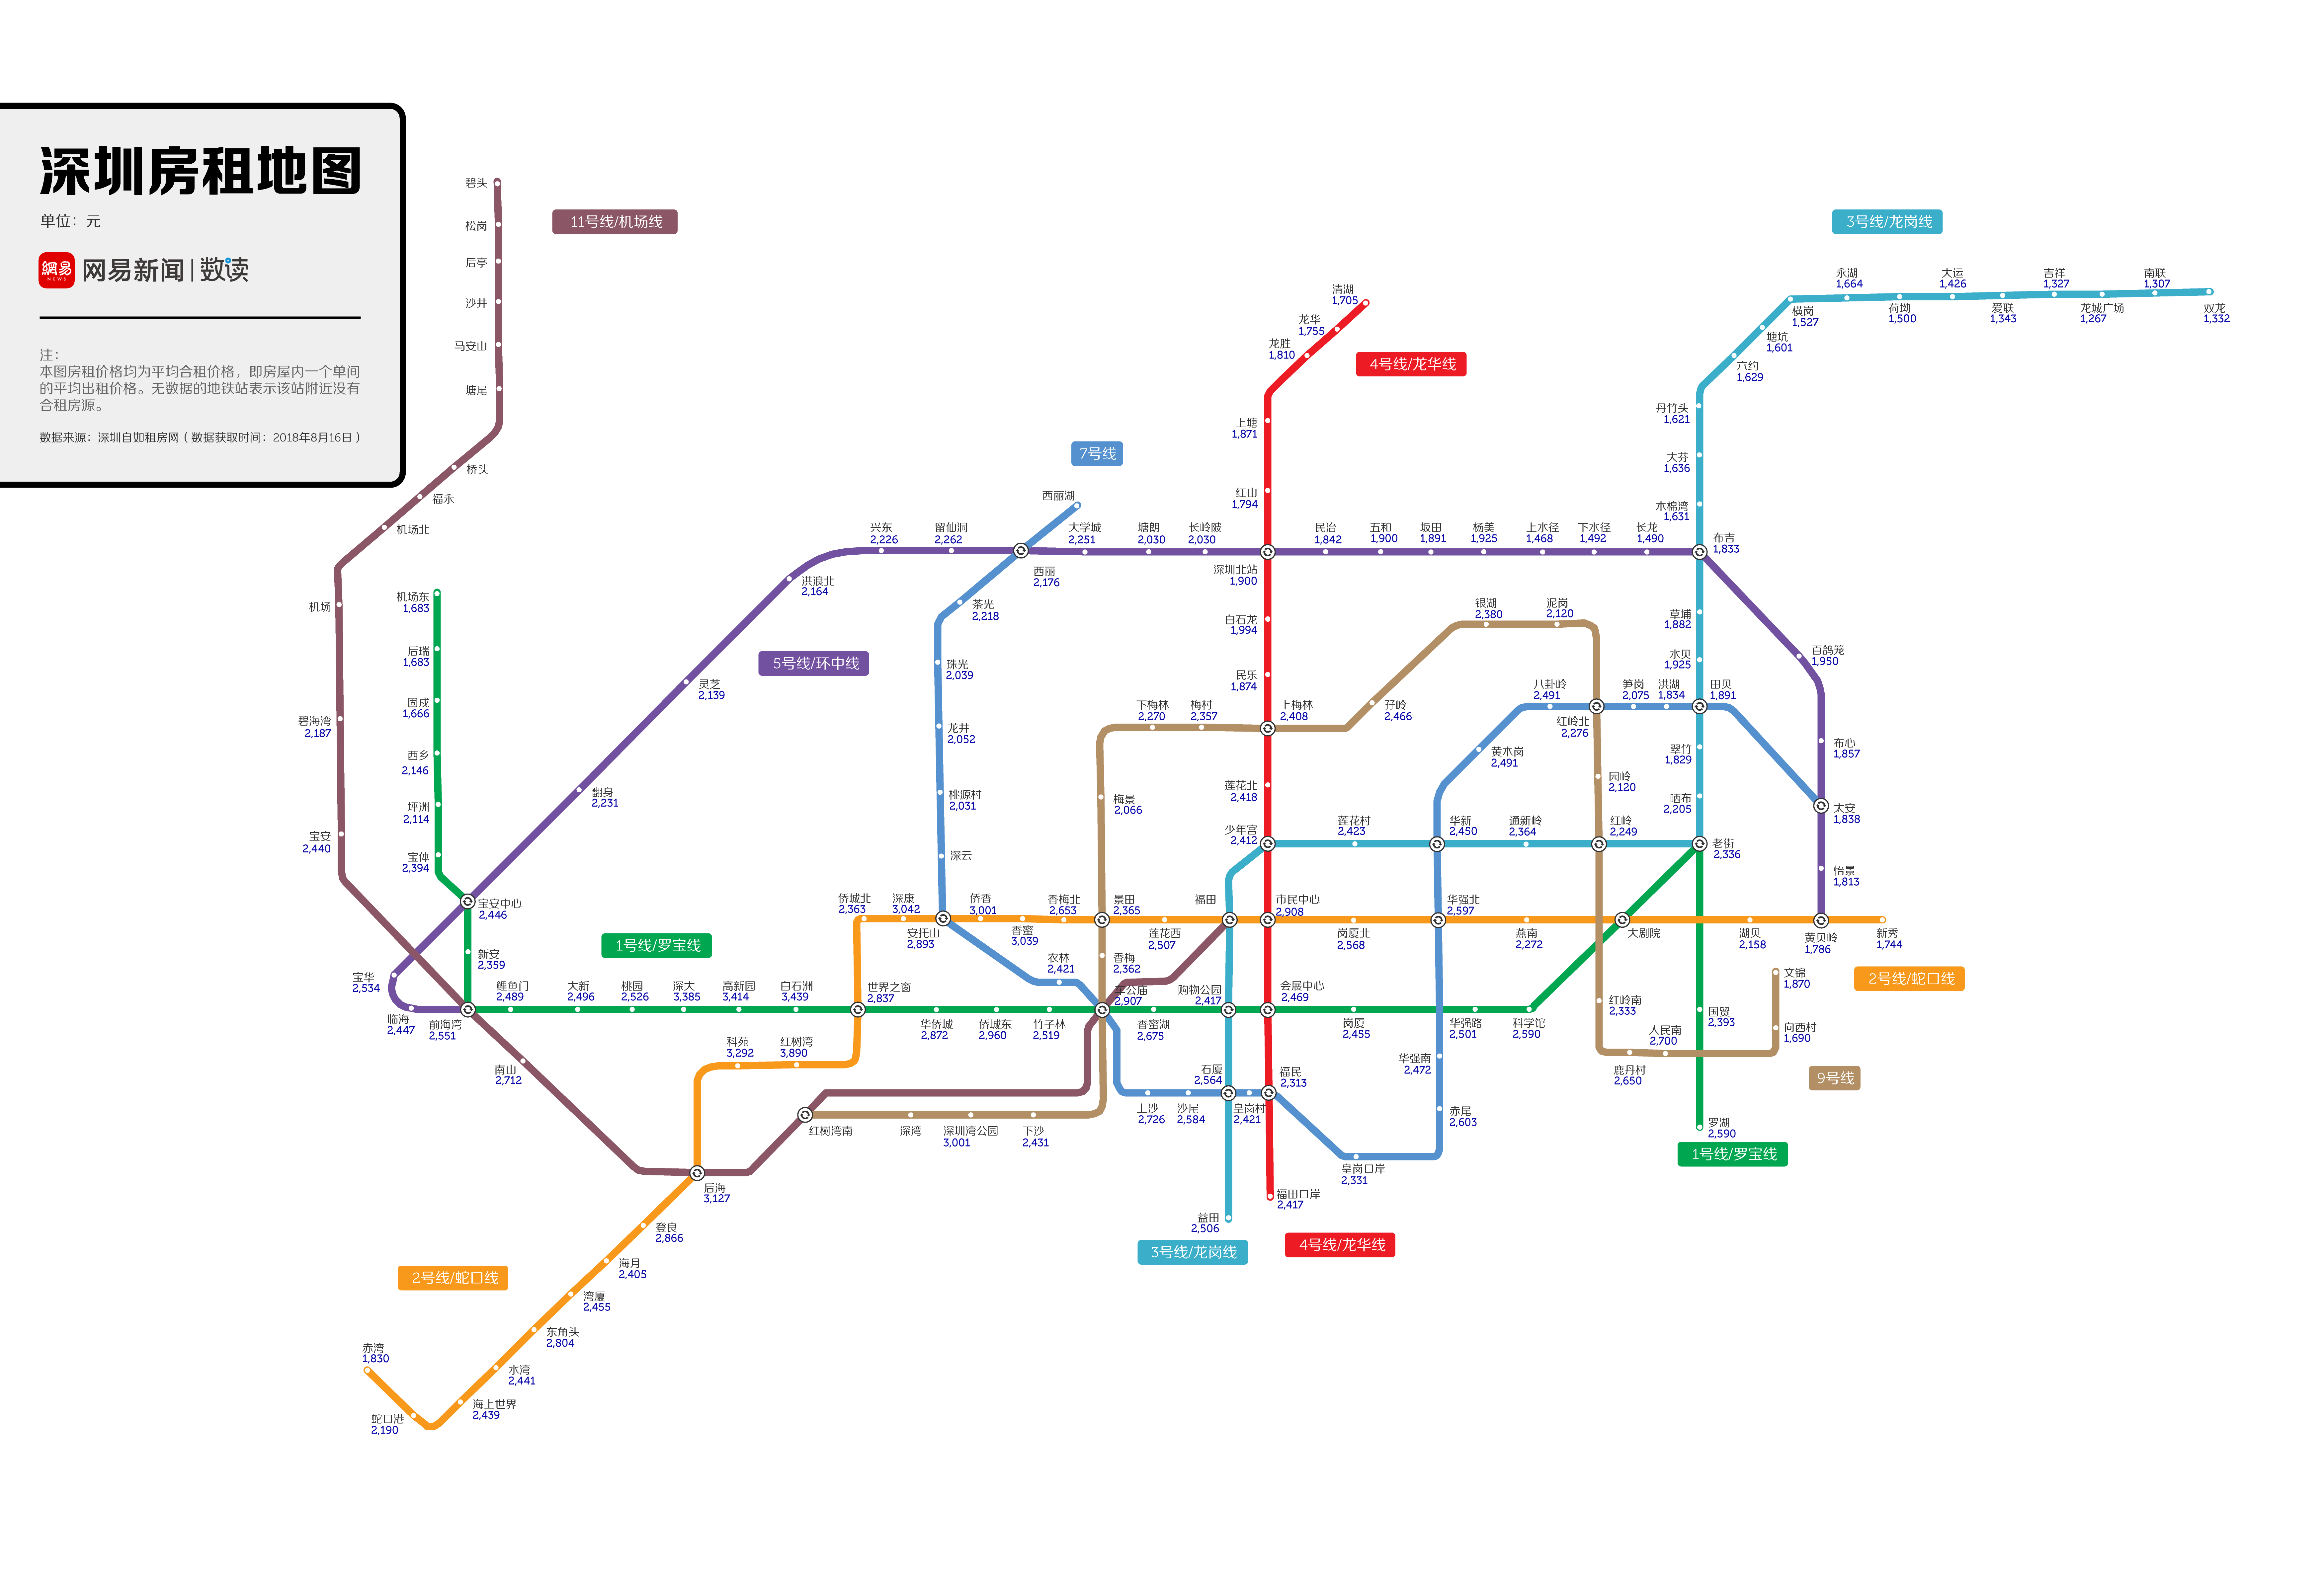 深圳房租地图
单位：元
網易
NEWS
网易新闻|数读
注：
本图房租价格均为平均合租价格，即房屋内一个单间
的平均出租价格。无数据的地铁站表示该站附近没有
合租房源。
数据来源：深圳自如租房网（数据获取时间：2018年8月16日）
11号线/机场线
碧头
松岗
后亭
沙井
马安山
塘尾
桥头
福永
机场北
机场
碧海湾
2,187
宝安
2,440
南山
2,712
后海
3,127
红树湾南
机场东
1,683
后瑞
1,683
固戍
1,666
西乡
2,146
坪洲
2,114
宝体
2,394
宝安中心
2,446
新安
2,359
前海湾
2,551
1号线/罗宝线
鲤鱼门
2,489
大新
2,496
桃园
2,526
深大
3,385
高新园
3,414
白石洲
3,439
世界之窗
2,837
华侨城
2,872
侨城东
2,960
竹子林
2,519
车公庙
2,907
香蜜湖
2,675
购物公园
2,417
会展中心
2,469
岗厦
2,455
华强路
2,501
科学馆
2,590
大剧院
老街
2,336
国贸
2,393
罗湖
2,590
1号线/罗宝线
5号线/环中线
临海
2,447
宝华
2,534
翻身
2,231
灵芝
2,139
洪浪北
2,164
兴东
2,226
留仙洞
2,262
西丽
2,176
大学城
2,251
塘朗
2,030
长岭陂
2,030
深圳北站
1,900
民治
1,842
五和
1,900
坂田
1,891
杨美
1,925
上水径
1,468
下水径
1,492
长龙
1,490
布吉
1,833
百鸽笼
1,950
布心
1,857
太安
1,838
怡景
1,813
黄贝岭
1,786
7号线
西丽湖
茶光
2,218
珠光
2,039
龙井
2,052
桃源村
2,031
深云
安托山
2,893
农林
2,421
上沙
2,726
沙尾
2,584
石厦
2,564
皇岗村
2,421
福民
2,313
皇岗口岸
2,331
赤尾
2,603
华强南
2,472
华强北
2,597
华新
2,450
黄木岗
2,491
八卦岭
2,491
红岭北
2,276
笋岗
2,075
洪湖
1,834
田贝
1,891
4号线/龙华线
清湖
1,705
龙华
1,755
龙胜
1,810
上塘
1,871
红山
1,794
白石龙
1,994
民乐
1,874
上梅林
2,408
莲花北
2,418
少年宫
2,412
市民中心
2,908
福田口岸
2,417
4号线/龙华线
3号线/龙岗线
双龙
1,332
南联
1,307
龙城广场
1,267
吉祥
1,327
爱联
1,343
大运
1,426
荷坳
1,500
永湖
1,664
横岗
1,527
塘坑
1,601
六约
1,629
丹竹头
1,621
大芬
1,636
木棉湾
1,631
草埔
1,882
水贝
1,925
翠竹
1,829
晒布
2,205
红岭
2,249
通新岭
2,364
莲花村
2,423
福田
益田
2,506
3号线/龙岗线
9号线
文锦
1,870
向西村
1,690
人民南
2,700
鹿丹村
2,650
红岭南
2,333
园岭
2,120
泥岗
2,120
银湖
2,380
孖岭
2,466
梅村
2,357
下梅林
2,270
梅景
2,066
景田
2,365
香梅
2,362
下沙
2,431
深圳湾公园
3,001
深湾
2号线/蛇口线
赤湾
1,830
蛇口港
2,190
海上世界
2,439
水湾
2,441
东角头
2,804
湾厦
2,455
海月
2,405
登良
2,866
科苑
3,292
红树湾
3,890
侨城北
2,363
深康
3,042
侨香
3,001
香蜜
3,039
香梅北
2,653
莲花西
2,507
岗厦北
2,568
燕南
2,272
湖贝
2,158
新秀
1,744
2号线/蛇口线